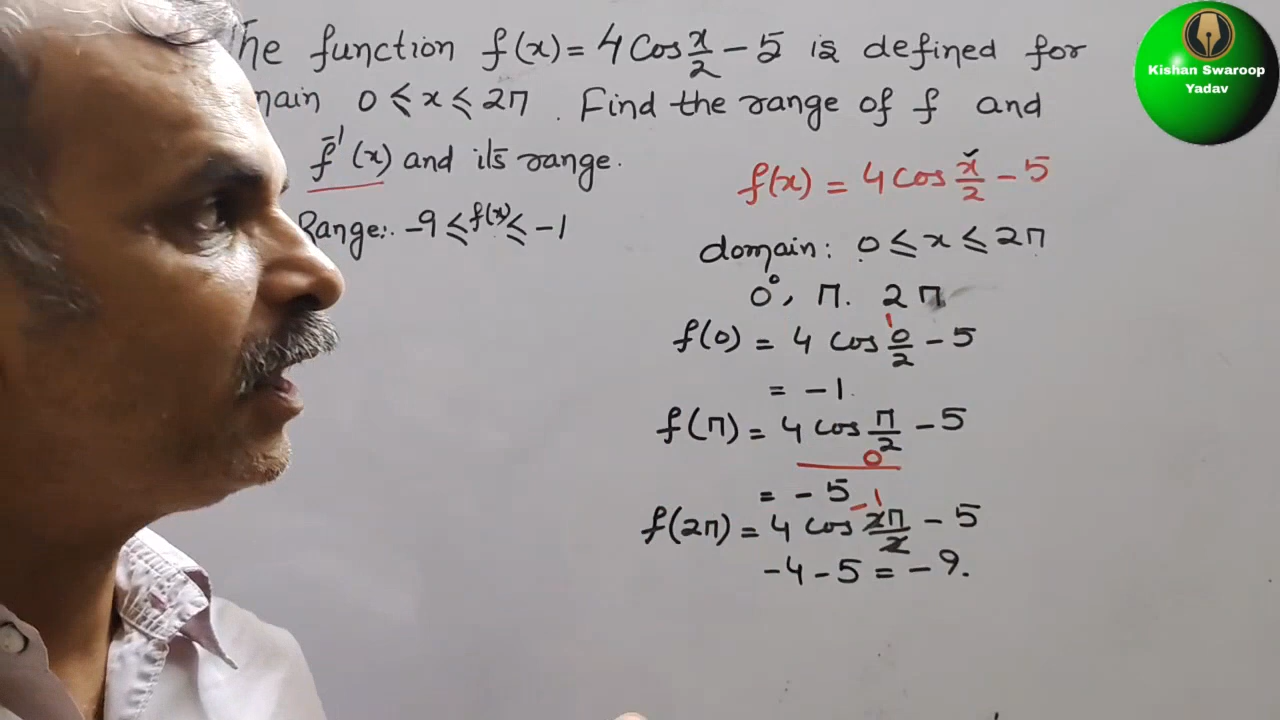 The function f(x) = 4 Cos x/2 - 5 is defined for
main 0 ≤ x ≤ 2π. Find the range of f and
f⁻¹(x) and its range.
Range:. -9 ≤ f(x) ≤ -1
f(x) = 4 cos x/2 - 5
domain: 0 ≤ x ≤ 2π
0°, π. 2π
f(0) = 4 cos 0/2 - 5
1
= -1.
f(π) = 4 cos π/2 - 5
0
= -5
f(2π) = 4 cos 2π/2 - 5
-1
-4 - 5 = -9.
Kishan Swaroop
Yadav